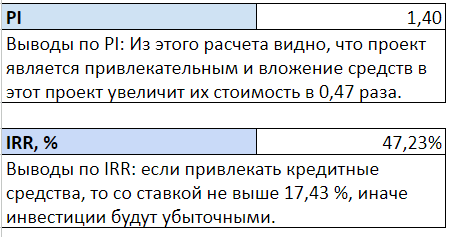 PI 1,40
Выводы по PI: Из этого расчета видно, что проект
является привлекательным и вложение средств в
этот проект увеличит их стоимость в 0,47 раза.
IRR, % 47,23%
Выводы по IRR: если привлекать кредитные
средства, то со ставкой не выше 17,43 %, иначе
инвестиции будут убыточными.